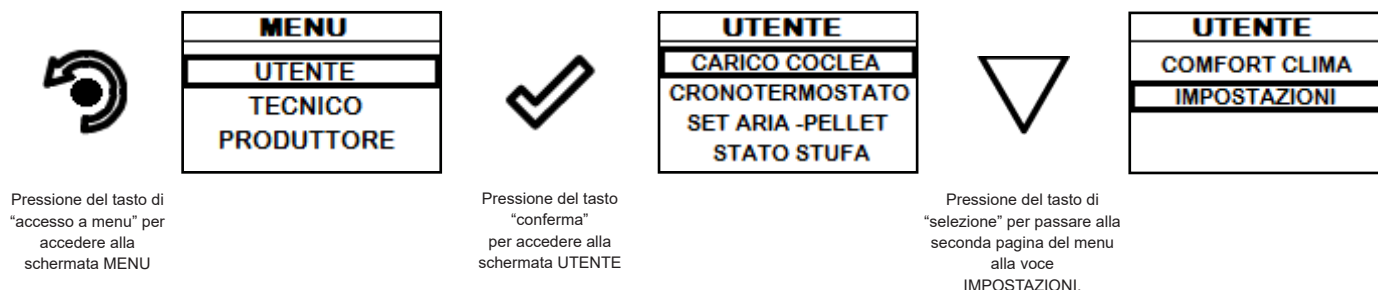 MENU
UTENTE
TECNICO
PRODUTTORE
Pressione del tasto di
“accesso a menu” per
accedere alla
schermata MENU
Pressione del tasto
“conferma”
per accedere alla
schermata UTENTE
UTENTE
CARICO COCLEA
CRONOTERMOSTATO
SET ARIA -PELLET
STATO STUFA
Pressione del tasto di
“selezione” per passare alla
seconda pagina del menu
alla voce
IMPOSTAZIONI.
UTENTE
COMFORT CLIMA
IMPOSTAZIONI